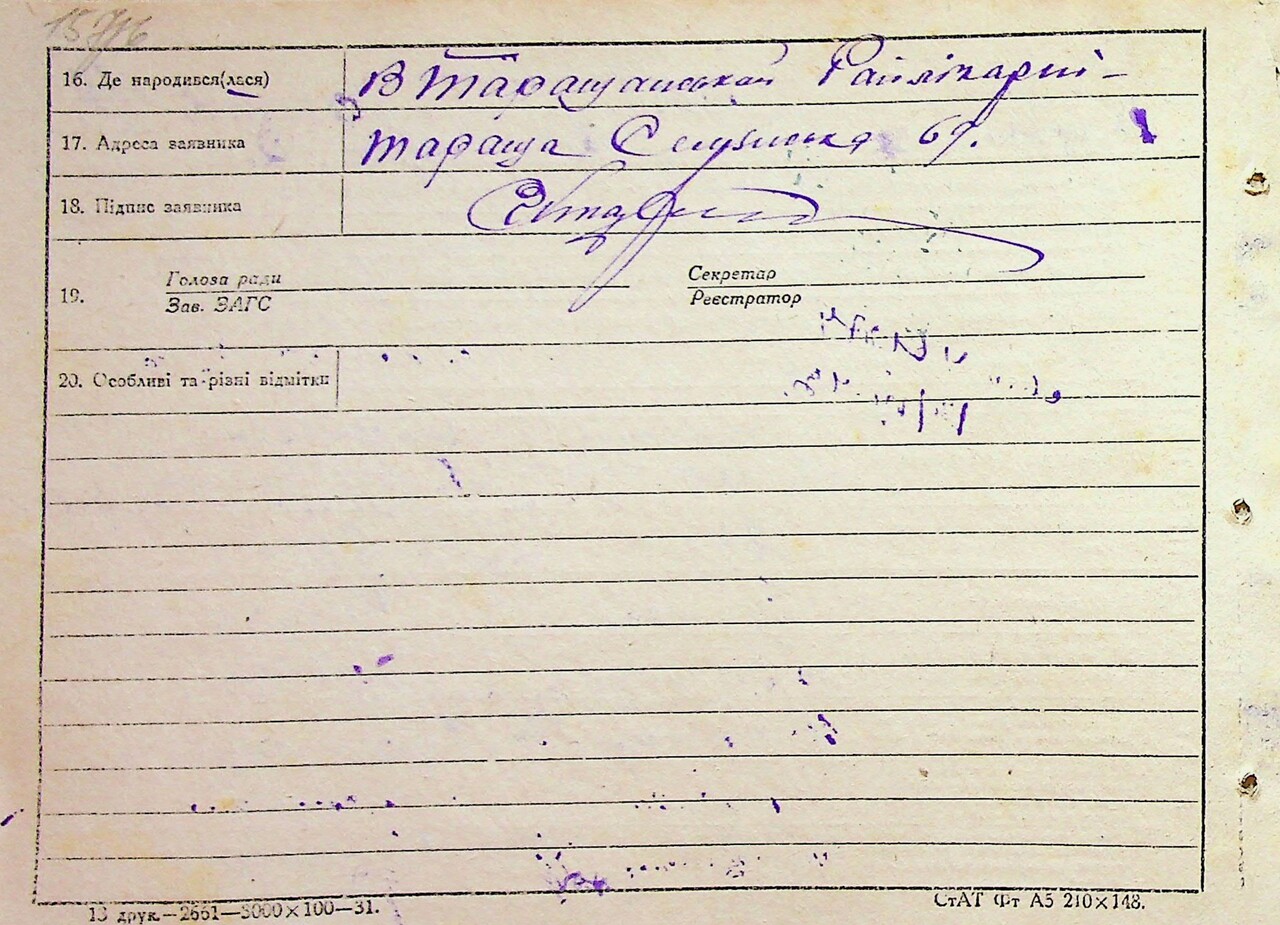 16. Де народився(лася) В Таращанській Райлікарні-
17. Адреса заявника Тараща 69.
18. Підпис заявника
Голова ради Секретар
19.
Зав. ЗАГС Реєстратор
20. Особливі та різні відмітки
13 друк.—2661—5000×100—31. СтАТ Фт А5 210×148.